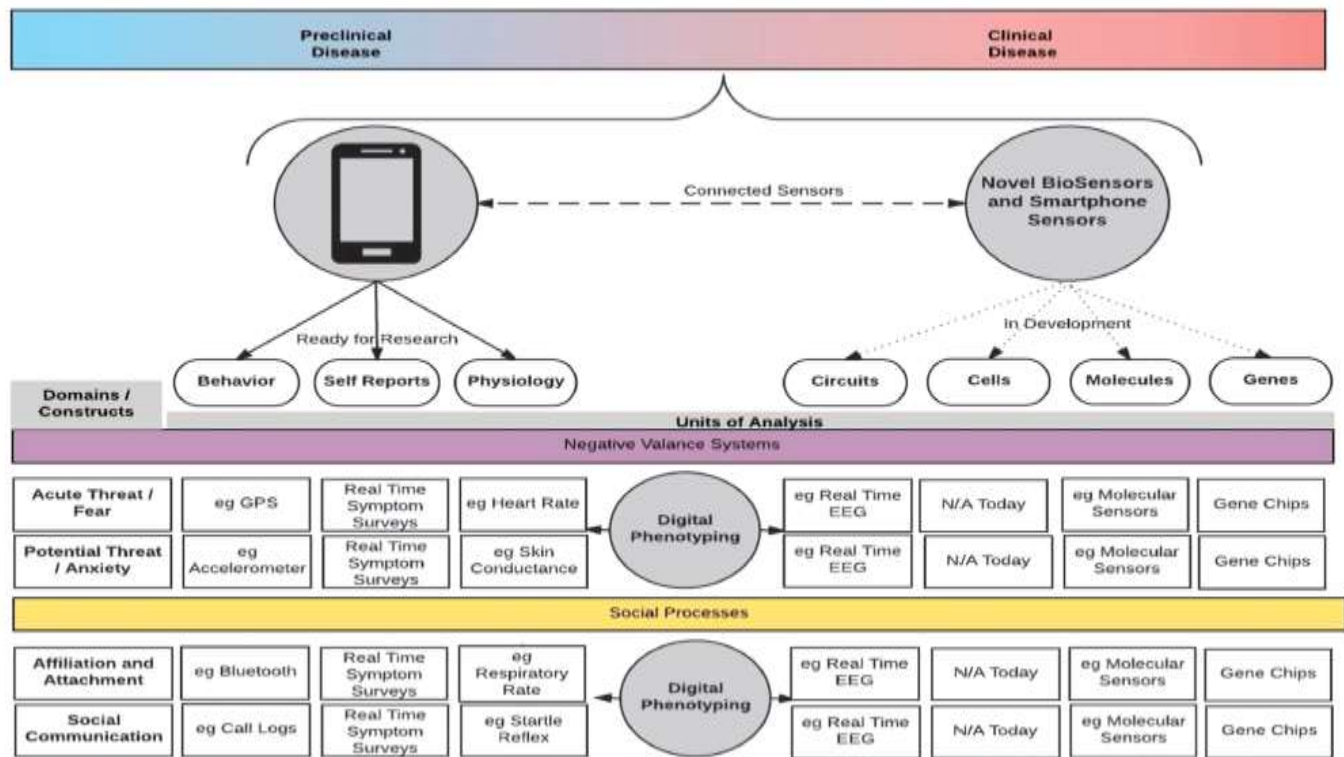 Preclinical
Disease
Clinical
Disease
Connected Sensors
Novel BioSensors
and Smartphone
Sensors
Ready for Research
In Development
Behavior
Self Reports
Physiology
Circuits
Cells
Molecules
Genes
Domains /
Constructs
Units of Analysis
Negative Valance Systems
Acute Threat /
Fear
eg GPS
Real Time
Symptom
Surveys
eg Heart Rate
Digital
Phenotyping
eg Real Time
EEG
N/A Today
eg Molecular
Sensors
Gene Chips
Potential Threat
/ Anxiety
eg
Accelerometer
Real Time
Symptom
Surveys
eg Skin
Conductance
eg Real Time
EEG
N/A Today
eg Molecular
Sensors
Gene Chips
Social Processes
Affiliation and
Attachment
eg Bluetooth
Real Time
Symptom
Surveys
eg
Respiratory
Rate
Digital
Phenotyping
eg Real Time
EEG
N/A Today
eg Molecular
Sensors
Gene Chips
Social
Communication
eg Call Logs
Real Time
Symptom
Surveys
eg Startle
Reflex
eg Real Time
EEG
N/A Today
eg Molecular
Sensors
Gene Chips